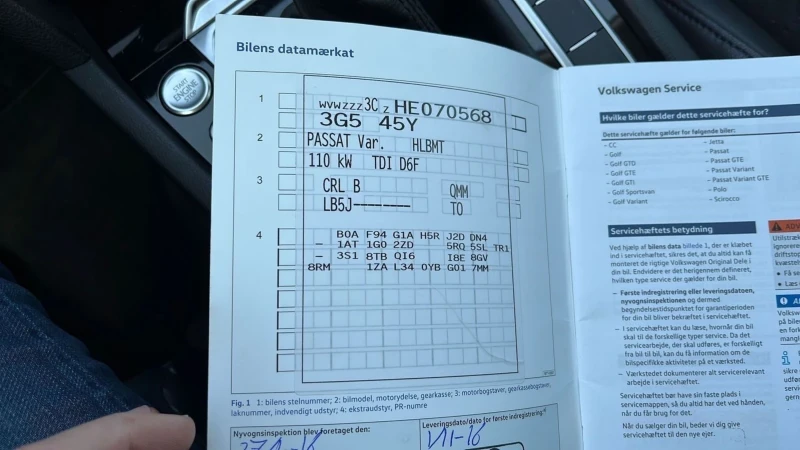 START
ENGINE
STOP
Bilens datamærkat
1
WVWZZZ3CZ HE070568
3G5 45Y
2
PASSAT Var. HLBMT
110 kW TDI D6F
3
CRL B QMM
LB5J-------- TO
4
B0A F94 G1A H5R J2D DN4
– 1AT 1G0 2ZD 5RQ 5SL TR1
– 3S1 8TB QI6 I8E 8GV
8RM 1ZA L34 0YB G01 7MM
Fig. 1 1: bilens stelnummer; 2: bilmodel, motorydelse, gearkasse; 3: motorbogstaver, gearkassebogstaver,
laknummer, indvendigt udstyr; 4: ekstraudstyr, PR-numre
Nyvognsinspektion blev foretaget den:
Leveringsdato/dato for første indregistrering:
1/11-16
Volkswagen Service
Hvilke biler gælder dette servicehæfte for?
Dette servicehæfte gælder for følgende biler:
– CC
– Golf
– Golf GTD
– Golf GTE
– Golf GTI
– Golf Sportsvan
– Golf Variant
– Jetta
– Passat
– Passat GTE
– Passat Variant
– Passat Variant GTE
– Polo
– Scirocco
Servicehæftets betydning
Ved hjælp af bilens data billede 1, der er klæbet
ind i servicehæftet, sikres det, at du altid kan få
monteret de rigtige Volkswagen Original Dele i
din bil. Endvidere er det herigennem defineret,
hvilken type service der gælder for din bil.
– Første indregistrering eller leveringsdatoen,
nyvognsinspektionen og dermed
begyndelsestidspunktet for garantiperioden
for din bil bliver bekræftet i servicehæftet.
– I servicehæftet kan du læse, hvornår din bil
skal til de forskellige typer service. Da det
servicearbejde, der skal udføres, er forskelligt
fra bil til bil, kan du få information om de
bilspecifikke aktiviteter på et værksted.
– Værkstedet dokumenterer alt servicerelevant
arbejde i servicehæftet.
Servicehæftet bør have sin faste plads i
servicemappen, så du altid har det ved hånden,
når du får brug for det.
Når du sælger din bil, beder vi dig give
servicehæftet til den nye ejer.